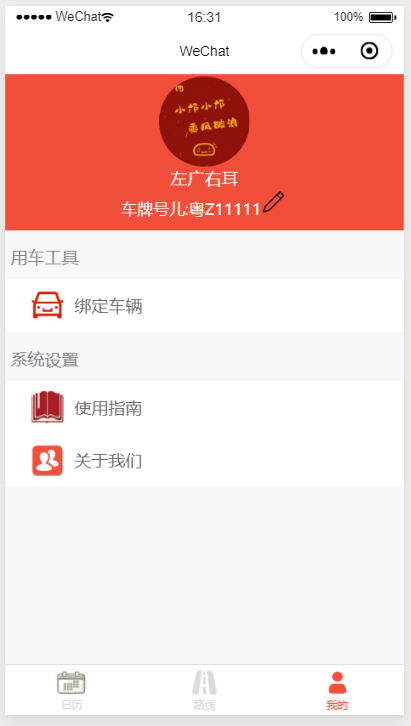 WeChat 16:31 100%
WeChat
小炸小炸
乘风破浪
左广右耳
车牌号儿:粤Z11111
用车工具
绑定车辆
系统设置
使用指南
关于我们
日历 路线 我的